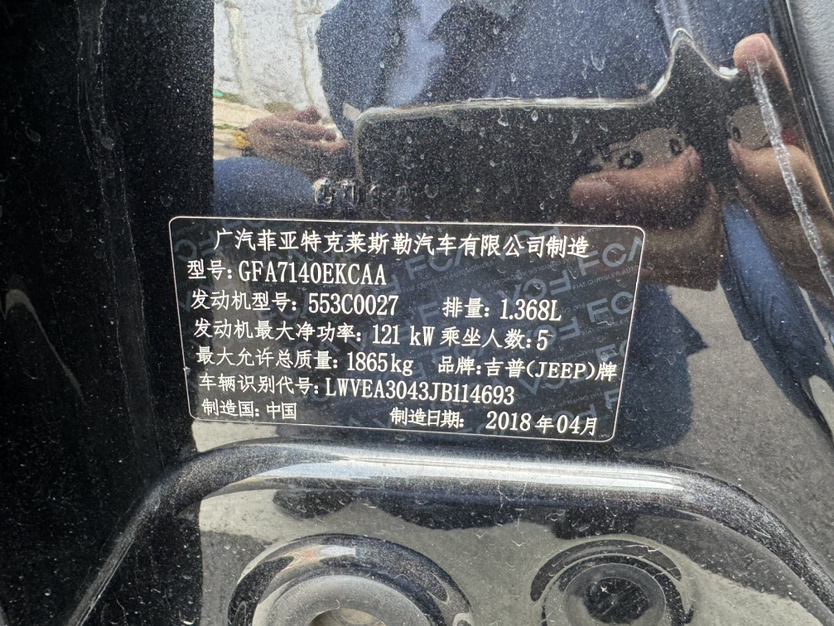 广汽菲亚特克莱斯勒汽车有限公司制造
型号: GFA7140EKCAA
发动机型号: 553C0027 排量: 1.368L
发动机最大净功率: 121 kW 乘坐人数: 5
最大允许总质量: 1865kg 品牌: 吉普(JEEP)牌
车辆识别代号: LWVEA3043JB114693
制造国: 中国 制造日期: 2018年04月